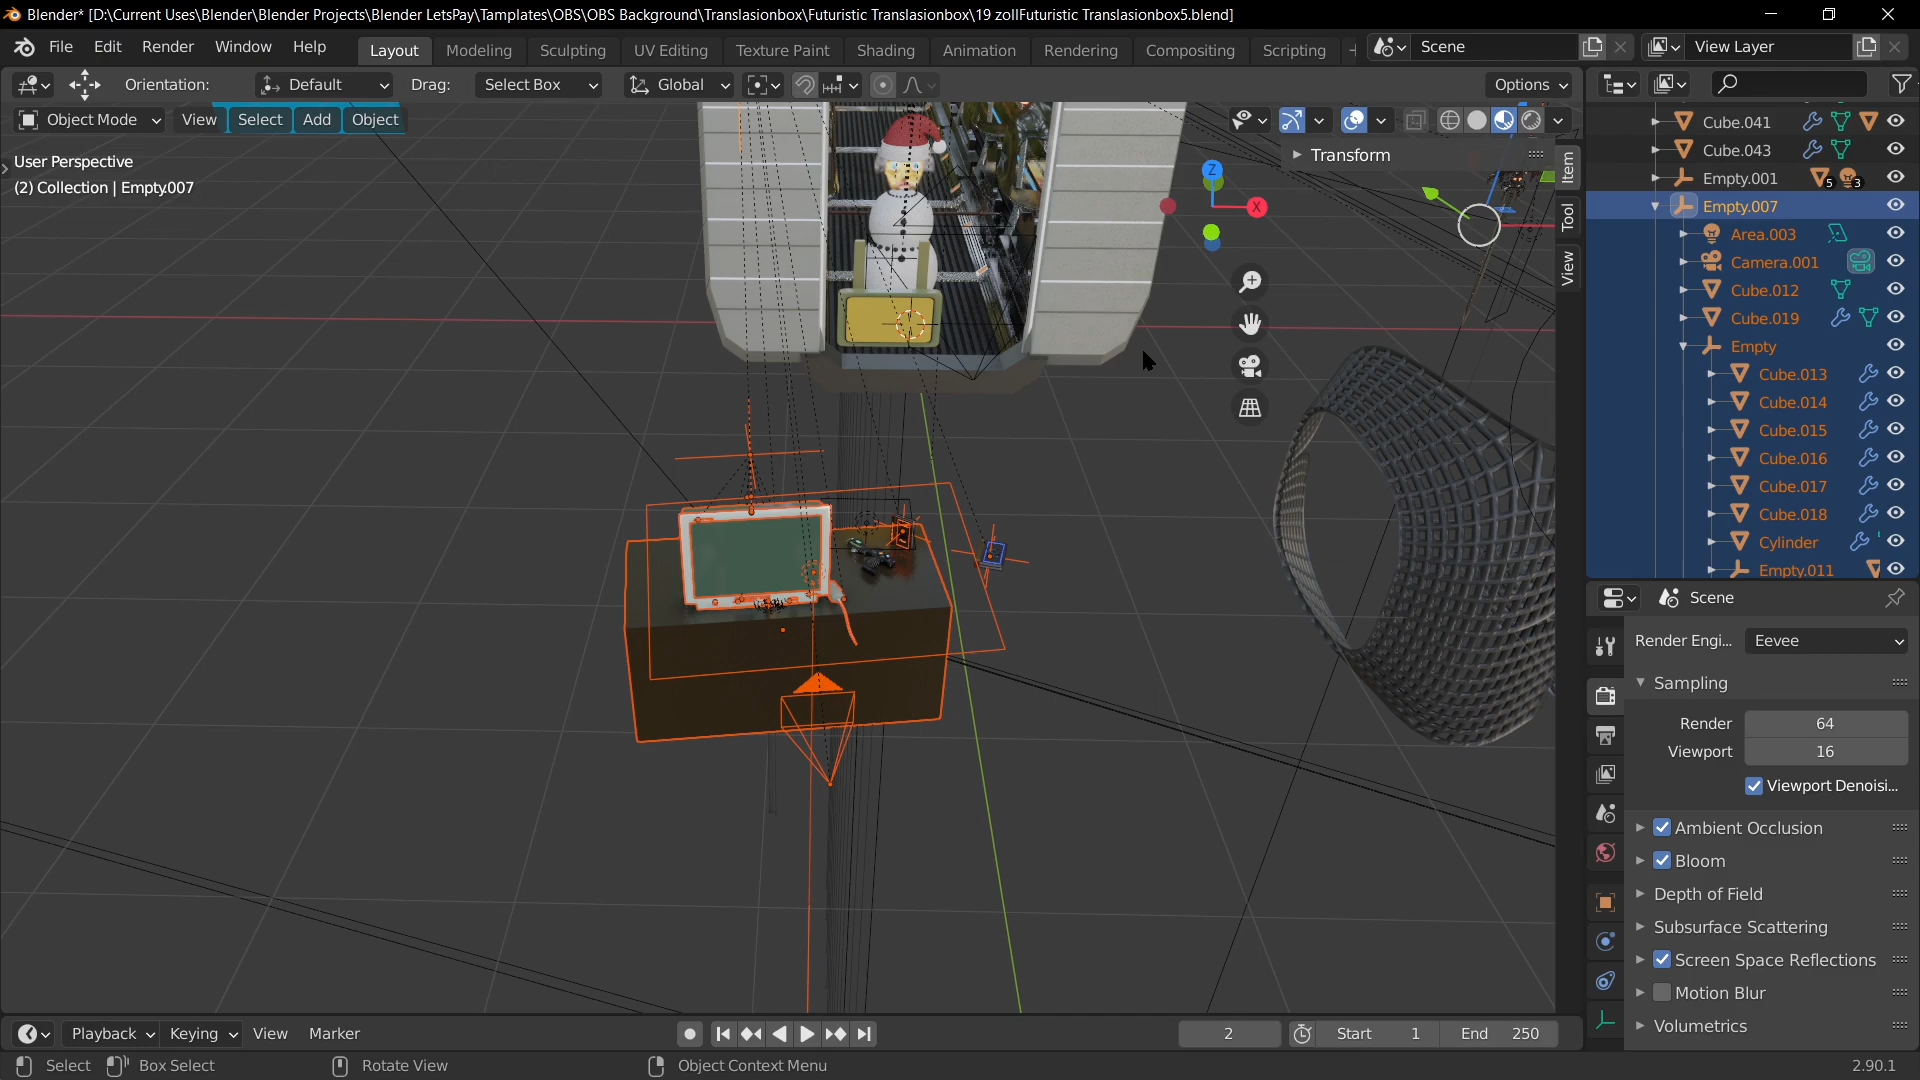 Blender* [D:\Current Uses\Blender\Blender Projects\Blender LetsPay\Tamplates\OBS\OBS Background\Translasionbox\Futuristic Translasionbox\19 zollFuturistic Translasionbox5.blend]
File Edit Render Window Help Layout Modeling Sculpting UV Editing Texture Paint Shading Animation Rendering Compositing Scripting Scene View Layer
Orientation: Default Drag: Select Box Global Options
Object Mode View Select Add Object
User Perspective
(2) Collection | Empty.007
Transform
Item
Tool
View
Z
X
Cube.041
Cube.043
Empty.001 5 3
Empty.007
Area.003
Camera.001
Cube.012
Cube.019
Empty
Cube.013
Cube.014
Cube.015
Cube.016
Cube.017
Cube.018
Cylinder
Empty.011
Scene
Render Engi... Eevee
Sampling
Render 64
Viewport 16
Viewport Denoisi...
Ambient Occlusion
Bloom
Depth of Field
Subsurface Scattering
Screen Space Reflections
Motion Blur
Volumetrics
Playback Keying View Marker 2 Start 1 End 250
Select Box Select Rotate View Object Context Menu 2.90.1